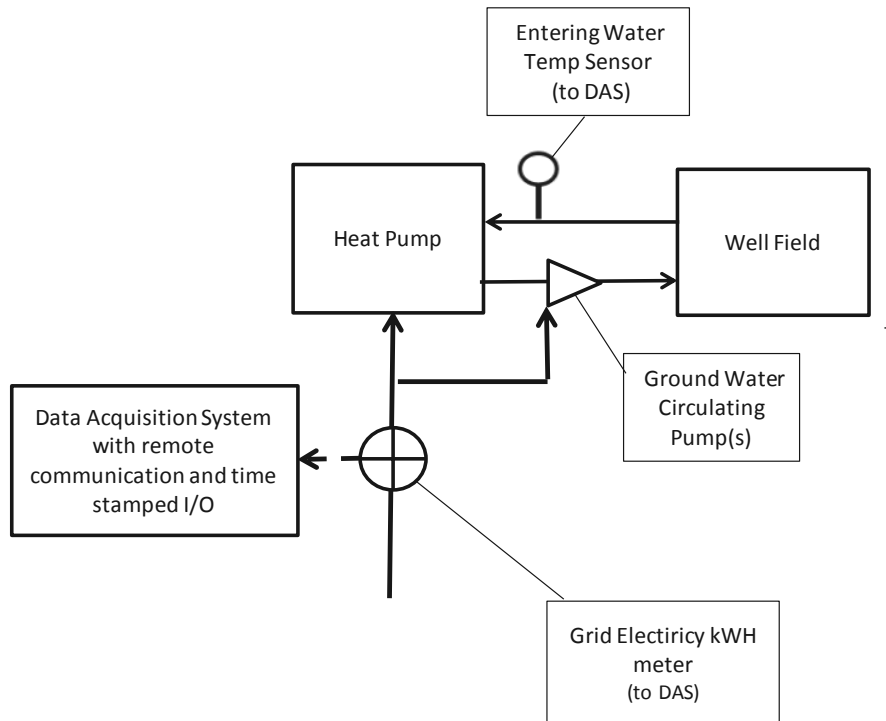 Entering Water
Temp Sensor
(to DAS)
Heat Pump
Well Field
Ground Water
Circulating
Pump(s)
Data Acquisition System
with remote
communication and time
stamped I/O
Grid Electiricy kWH
meter
(to DAS)